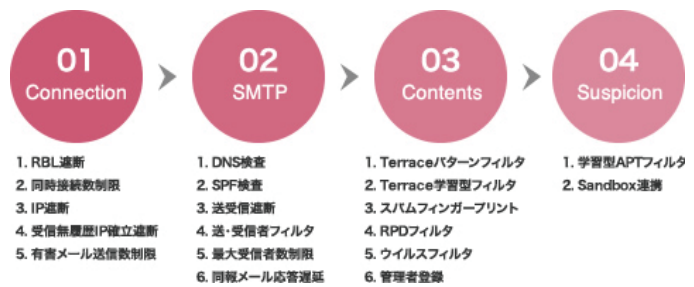 01
Connection
02
SMTP
03
Contents
04
Suspicion
1. RBL遮断
2. 同時接続数制限
3. IP遮断
4. 受信無履歴IP確立遮断
5. 有害メール送信数制限
1. DNS検査
2. SPF検査
3. 送受信遮断
4. 送・受信者フィルタ
5. 最大受信者数制限
6. 同報メール応答遅延
1. Terraceパターンフィルタ
2. Terrace学習型フィルタ
3. スパムフィンガープリント
4. RPDフィルタ
5. ウイルスフィルタ
6. 管理者登録
1. 学習型APTフィルタ
2. Sandbox連携